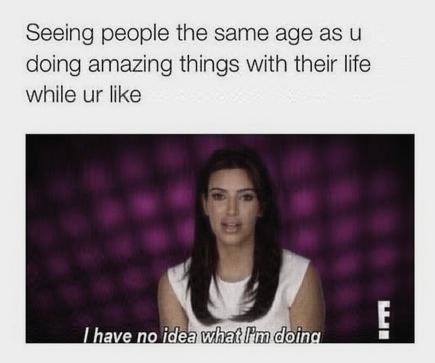 Seeing people the same age as u
doing amazing things with their life
while ur like
I have no idea what I'm doing
E!